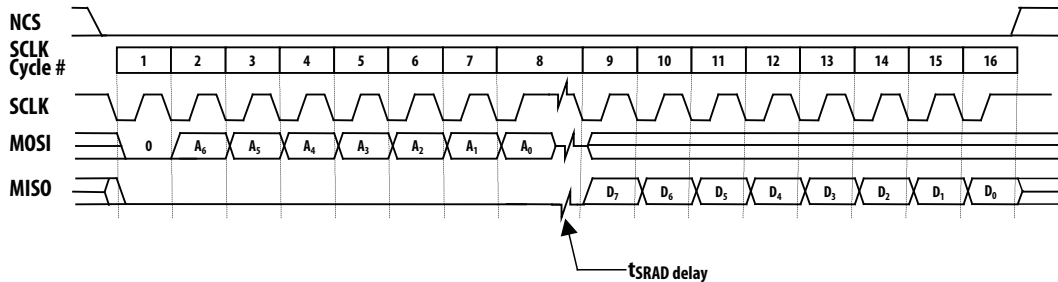 NCS
SCLK
Cycle # 1 2 3 4 5 6 7 8 9 10 11 12 13 14 15 16
SCLK
MOSI 0 A6 A5 A4 A3 A2 A1 A0
MISO D7 D6 D5 D4 D3 D2 D1 D0
tSRAD delay